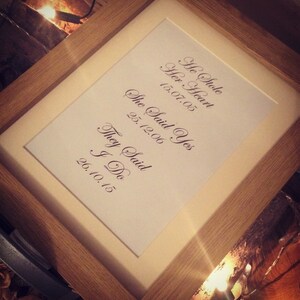 He Stole
Her Heart
15.07.05
She Said Yes
25.12.06
They Said
I Do
26.10.15